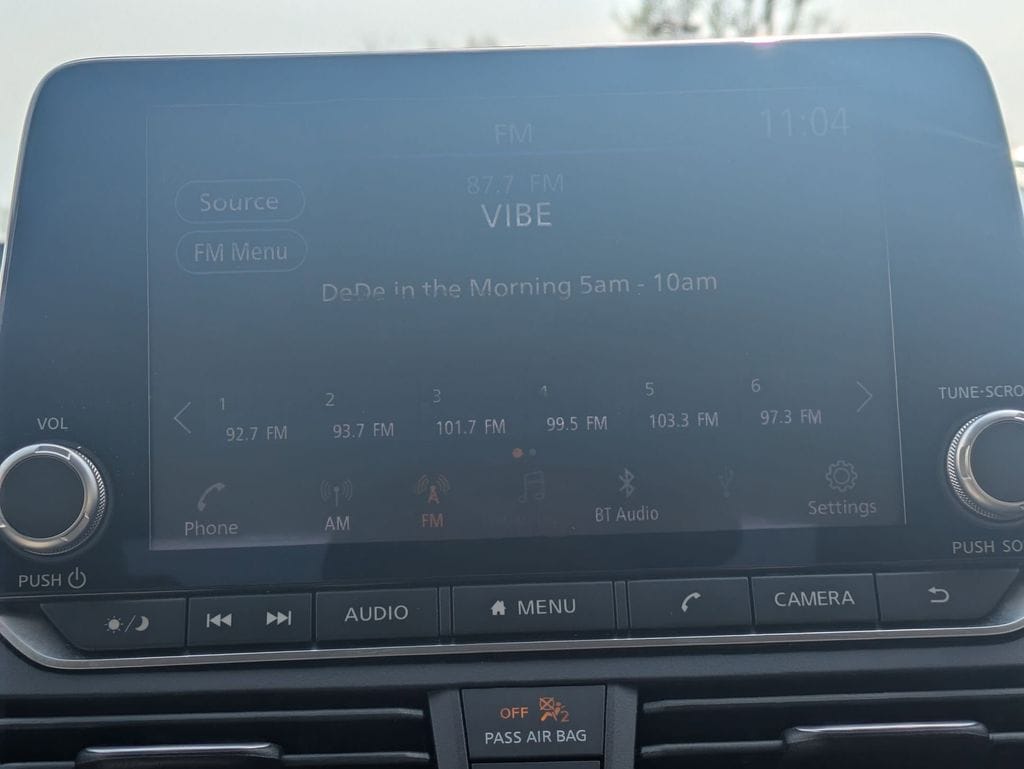 FM
11:04
87.7 FM
VIBE
Source
FM Menu
DeDe in the Morning 5am - 10am
1 2 3 4 5 6
92.7 FM 93.7 FM 101.7 FM 99.5 FM 103.3 FM 97.3 FM
VOL
TUNE·SCRO
Phone AM FM BT Audio Settings
PUSH
PUSH SO
AUDIO
MENU
CAMERA
OFF 2
PASS AIR BAG